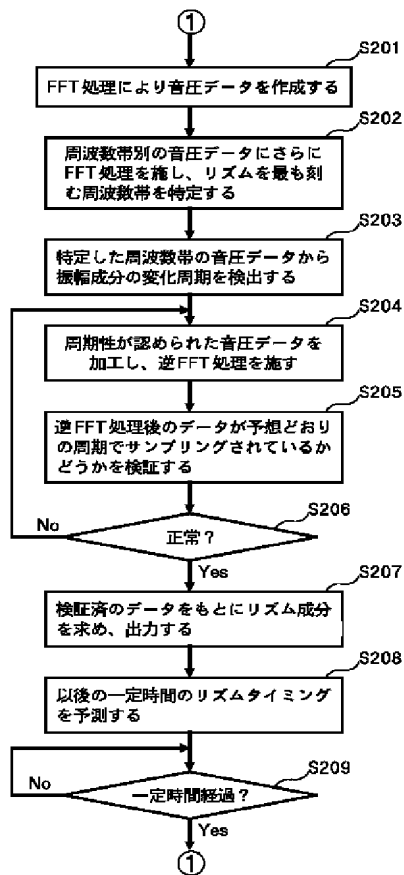 ①
S201
FFT処理により音圧データを作成する
S202
周波数帯別の音圧データにさらに
FFT処理を施し、リズムを最も刻
む周波数帯を特定する
S203
特定した周波数帯の音圧データから
振幅成分の変化周期を検出する
S204
周期性が認められた音圧データを
加工し、逆FFT処理を施す
S205
逆FFT処理後のデータが予想どおり
の周期でサンプリングされているか
どうかを検証する
S206
No
正常？
Yes
S207
検証済のデータをもとにリズム成分
を求め、出力する
S208
以後の一定時間のリズムタイミング
を予測する
S209
No
一定時間経過？
Yes
①